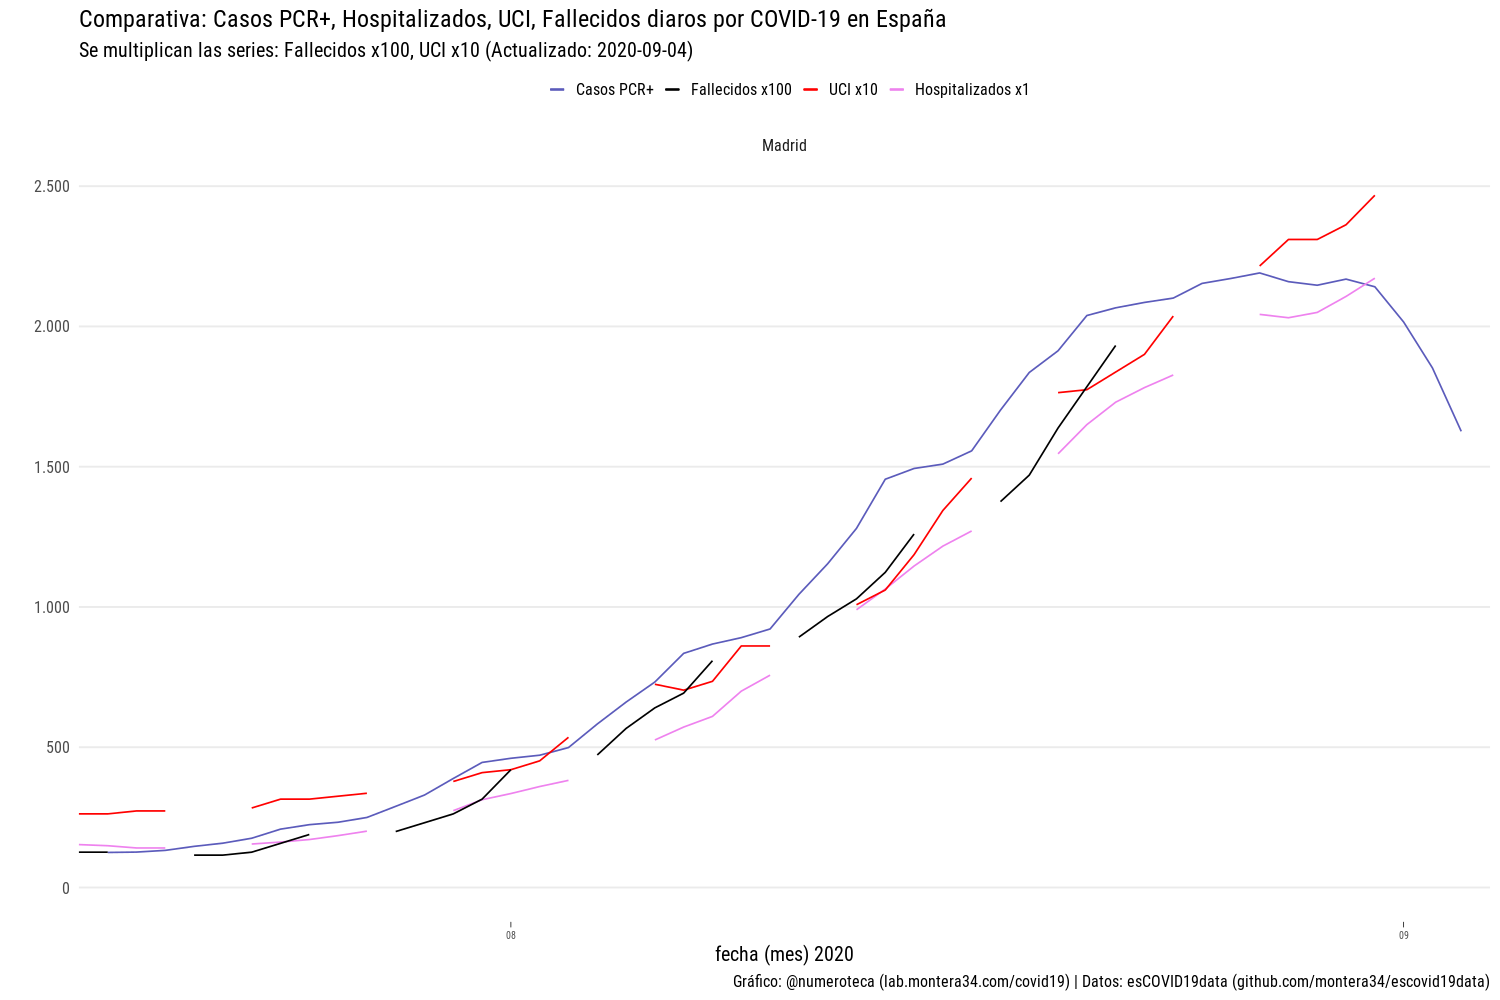 Comparativa: Casos PCR+, Hospitalizados, UCI, Fallecidos diaros por COVID-19 en España
Se multiplican las series: Fallecidos x100, UCI x10 (Actualizado: 2020-09-04)
Casos PCR+ Fallecidos x100 UCI x10 Hospitalizados x1
Madrid
2.500
2.000
1.500
1.000
500
0
08 09
fecha (mes) 2020
Gráfico: @numeroteca (lab.montera34.com/covid19) | Datos: esCOVID19data (github.com/montera34/escovid19data)